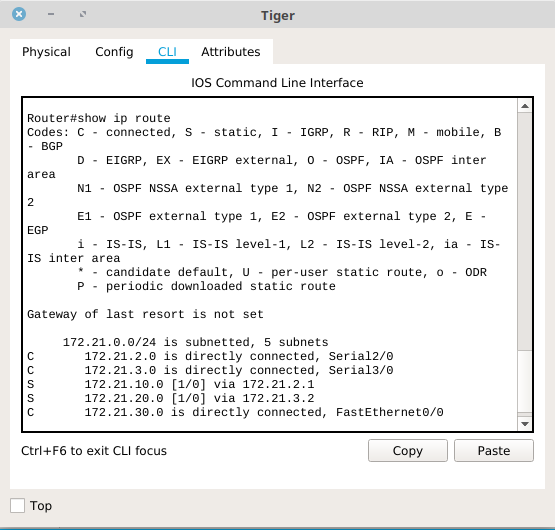 Tiger
Physical Config CLI Attributes
IOS Command Line Interface
Router#show ip route
Codes: C - connected, S - static, I - IGRP, R - RIP, M - mobile, B
- BGP
       D - EIGRP, EX - EIGRP external, O - OSPF, IA - OSPF inter
area
       N1 - OSPF NSSA external type 1, N2 - OSPF NSSA external type
2
       E1 - OSPF external type 1, E2 - OSPF external type 2, E -
EGP
       i - IS-IS, L1 - IS-IS level-1, L2 - IS-IS level-2, ia - IS-
IS inter area
       * - candidate default, U - per-user static route, o - ODR
       P - periodic downloaded static route
Gateway of last resort is not set
     172.21.0.0/24 is subnetted, 5 subnets
C       172.21.2.0 is directly connected, Serial2/0
C       172.21.3.0 is directly connected, Serial3/0
S       172.21.10.0 [1/0] via 172.21.2.1
S       172.21.20.0 [1/0] via 172.21.3.2
C       172.21.30.0 is directly connected, FastEthernet0/0
Ctrl+F6 to exit CLI focus
Copy Paste
Top